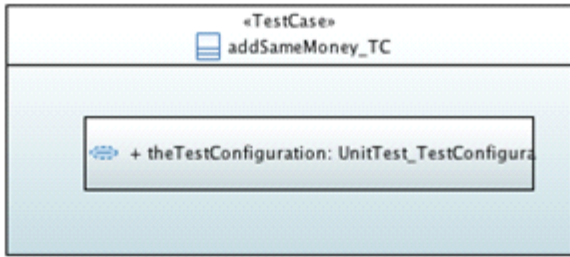 «TestCase»
addSameMoney_TC
+ theTestConfiguration: UnitTest_TestConfigura